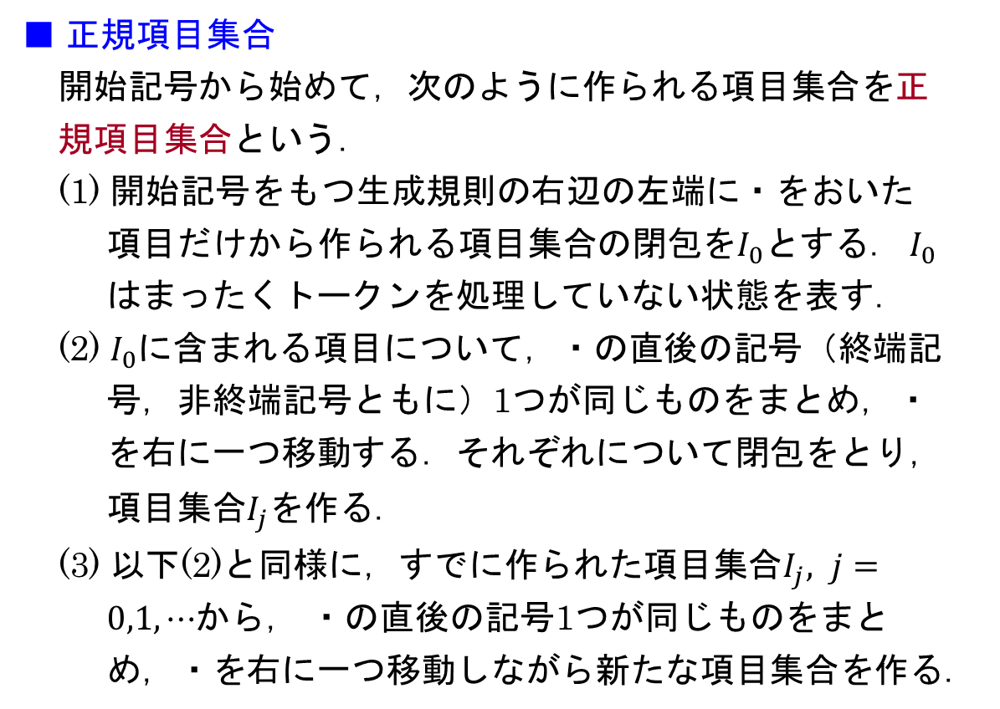 ■ 正規項目集合
開始記号から始めて，次のように作られる項目集合を正
規項目集合という．
(1) 開始記号をもつ生成規則の右辺の左端に・をおいた
項目だけから作られる項目集合の閉包をI₀とする． I₀
はまったくトークンを処理していない状態を表す．
(2) I₀に含まれる項目について，・の直後の記号（終端記
号，非終端記号ともに）1つが同じものをまとめ，・
を右に一つ移動する．それぞれについて閉包をとり，
項目集合Iⱼを作る．
(3) 以下(2)と同様に，すでに作られた項目集合Iⱼ, j =
0,1,⋯から，・の直後の記号1つが同じものをまと
め，・を右に一つ移動しながら新たな項目集合を作る．